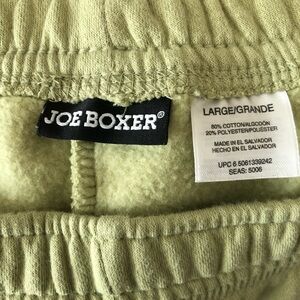 JOE BOXER®
LARGE/GRANDE
80% COTTON/ALGODÓN
20% POLYESTER/POLIÉSTER
MADE IN EL SALVADOR
HECHO EN EL SALVADOR
UPC 6 5061339242
SEAS: 5006